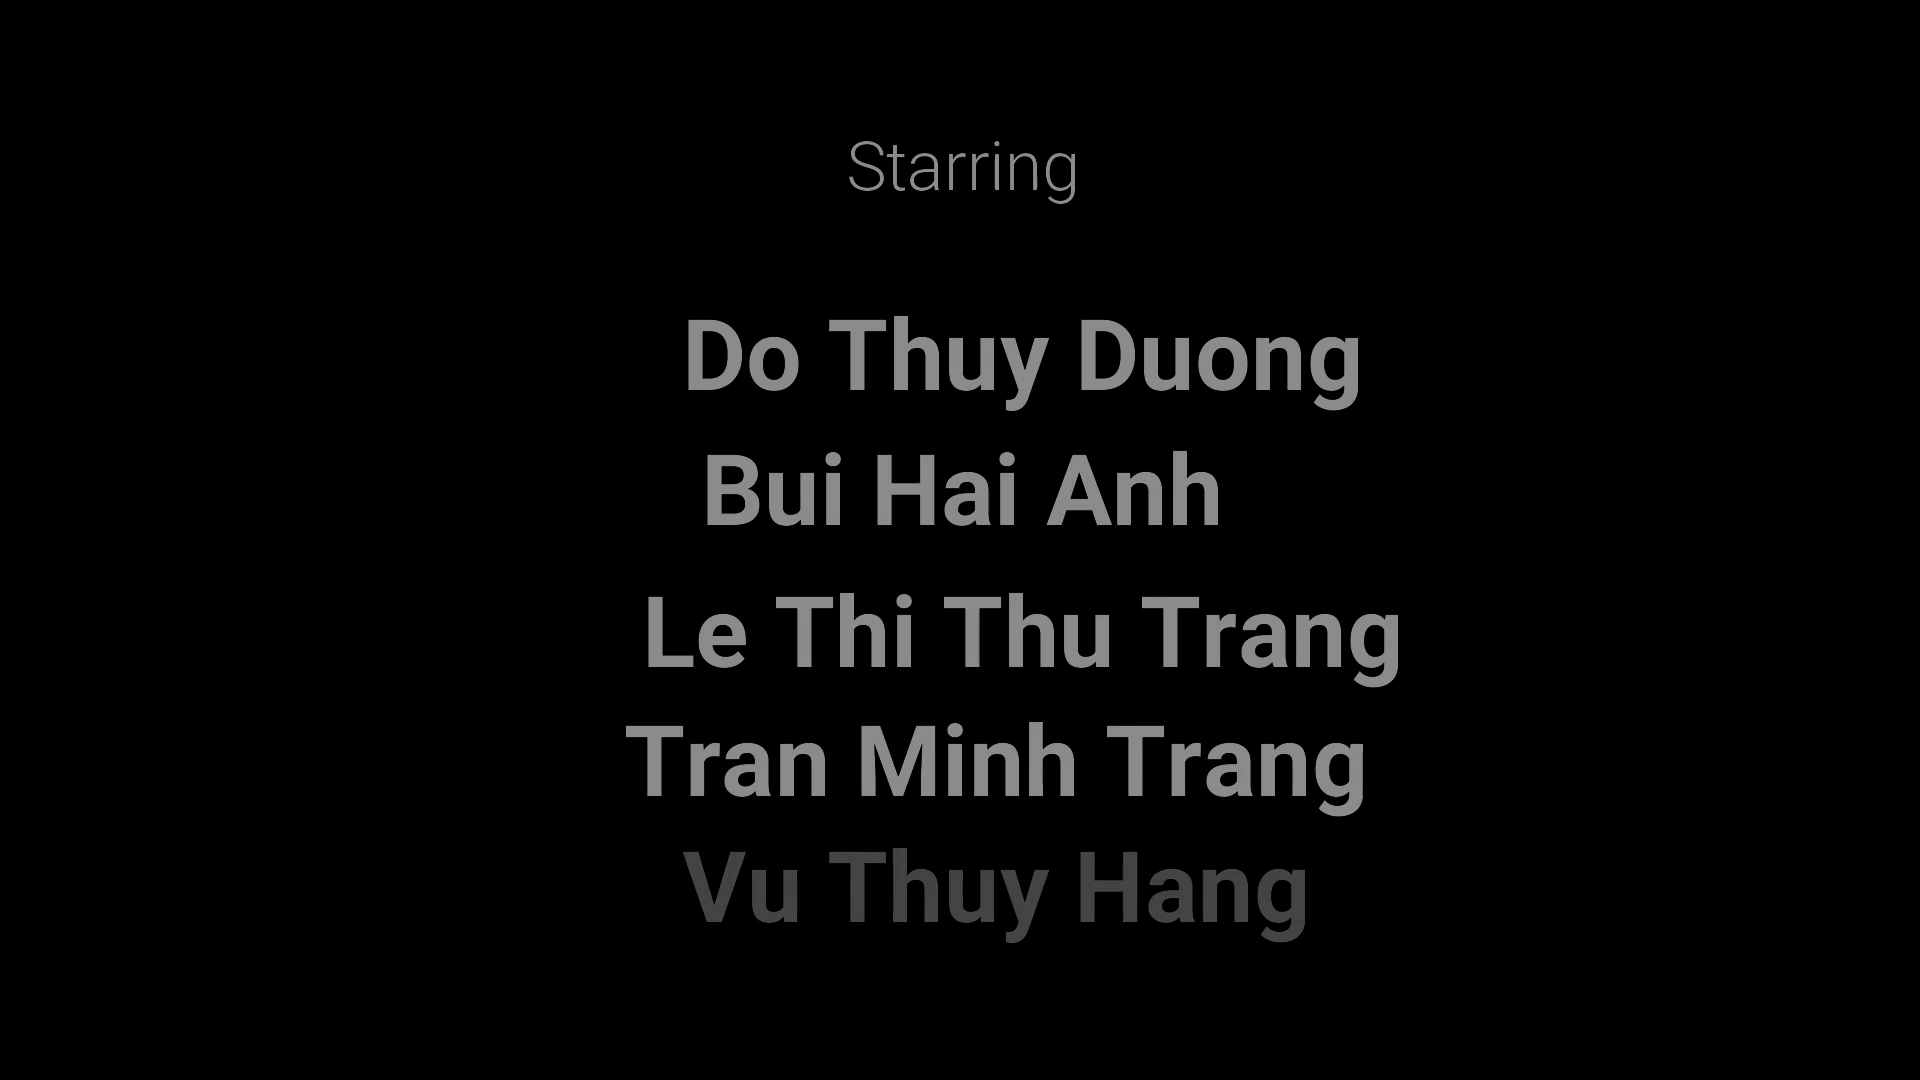 Starring
Do Thuy Duong
Bui Hai Anh
Le Thi Thu Trang
Tran Minh Trang
Vu Thuy Hang